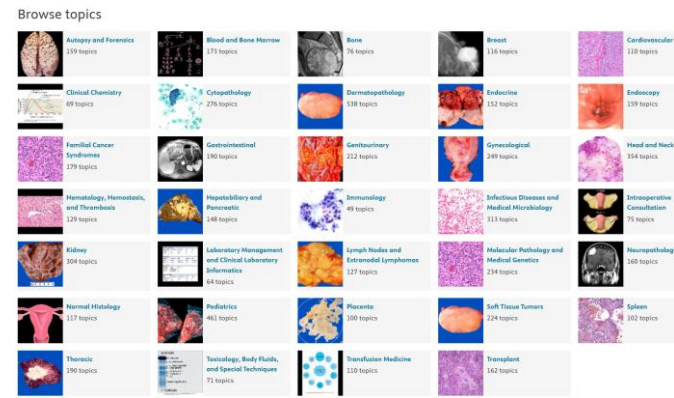 Browse topics
Autopsy and Forensics
159 topics
Blood and Bone Marrow
173 topics
Bone
76 topics
Breast
116 topics
Cardiovascular
110 topics
Clinical Chemistry
69 topics
Cytopathology
276 topics
Dermatopathology
538 topics
Endocrine
152 topics
Endoscopy
159 topics
Familial Cancer
Syndromes
179 topics
Gastrointestinal
190 topics
Genitourinary
212 topics
Gynecological
249 topics
Head and Neck
354 topics
Hematology, Hemostasis,
and Thrombosis
129 topics
Hepatobiliary and
Pancreatic
148 topics
Immunology
49 topics
Infectious Diseases and
Medical Microbiology
313 topics
Intraoperative
Consultation
75 topics
Kidney
304 topics
Laboratory Management
and Clinical Laboratory
Informatics
64 topics
Lymph Nodes and
Extranodal Lymphomas
127 topics
Molecular Pathology and
Medical Genetics
234 topics
Neuropatholog
160 topics
Normal Histology
117 topics
Pediatrics
461 topics
Placenta
100 topics
Soft Tissue Tumors
224 topics
Spleen
102 topics
Thoracic
190 topics
Toxicology, Body Fluids,
and Special Techniques
71 topics
Transfusion Medicine
110 topics
Transplant
162 topics